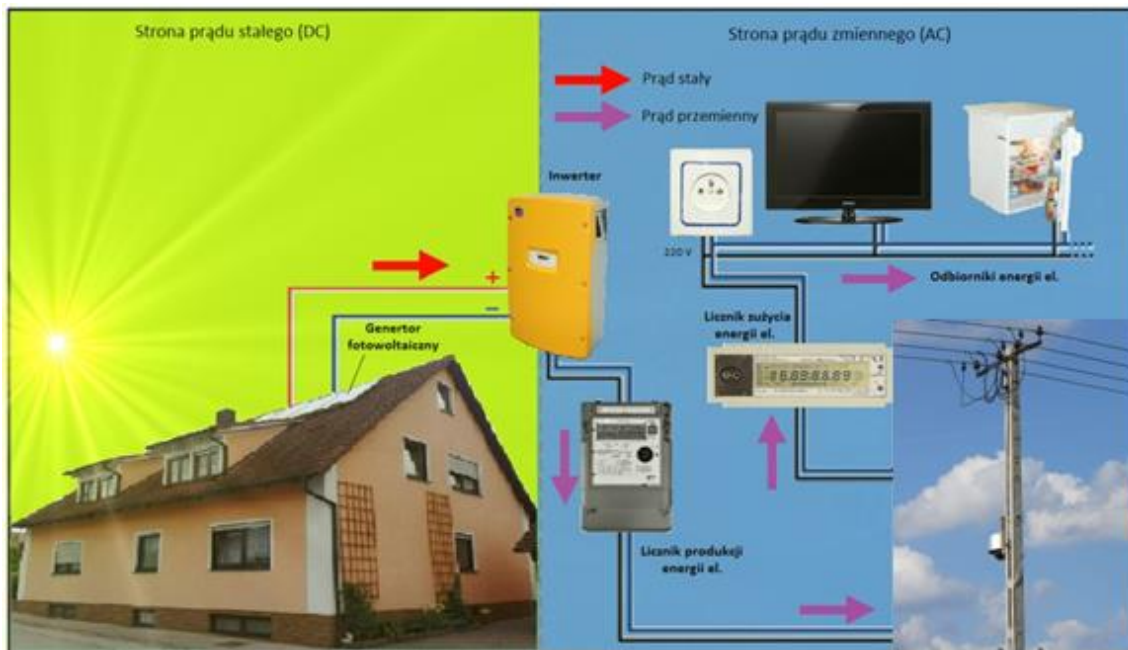 Strona prądu stałego (DC)
Strona prądu zmiennego (AC)
Prąd stały
Prąd przemienny
Inwerter
220 V
Odbiorniki energii el.
+
−
Genertor
fotowoltaiczny
Licznik zużycia
energii el.
Licznik produkcji
energii el.